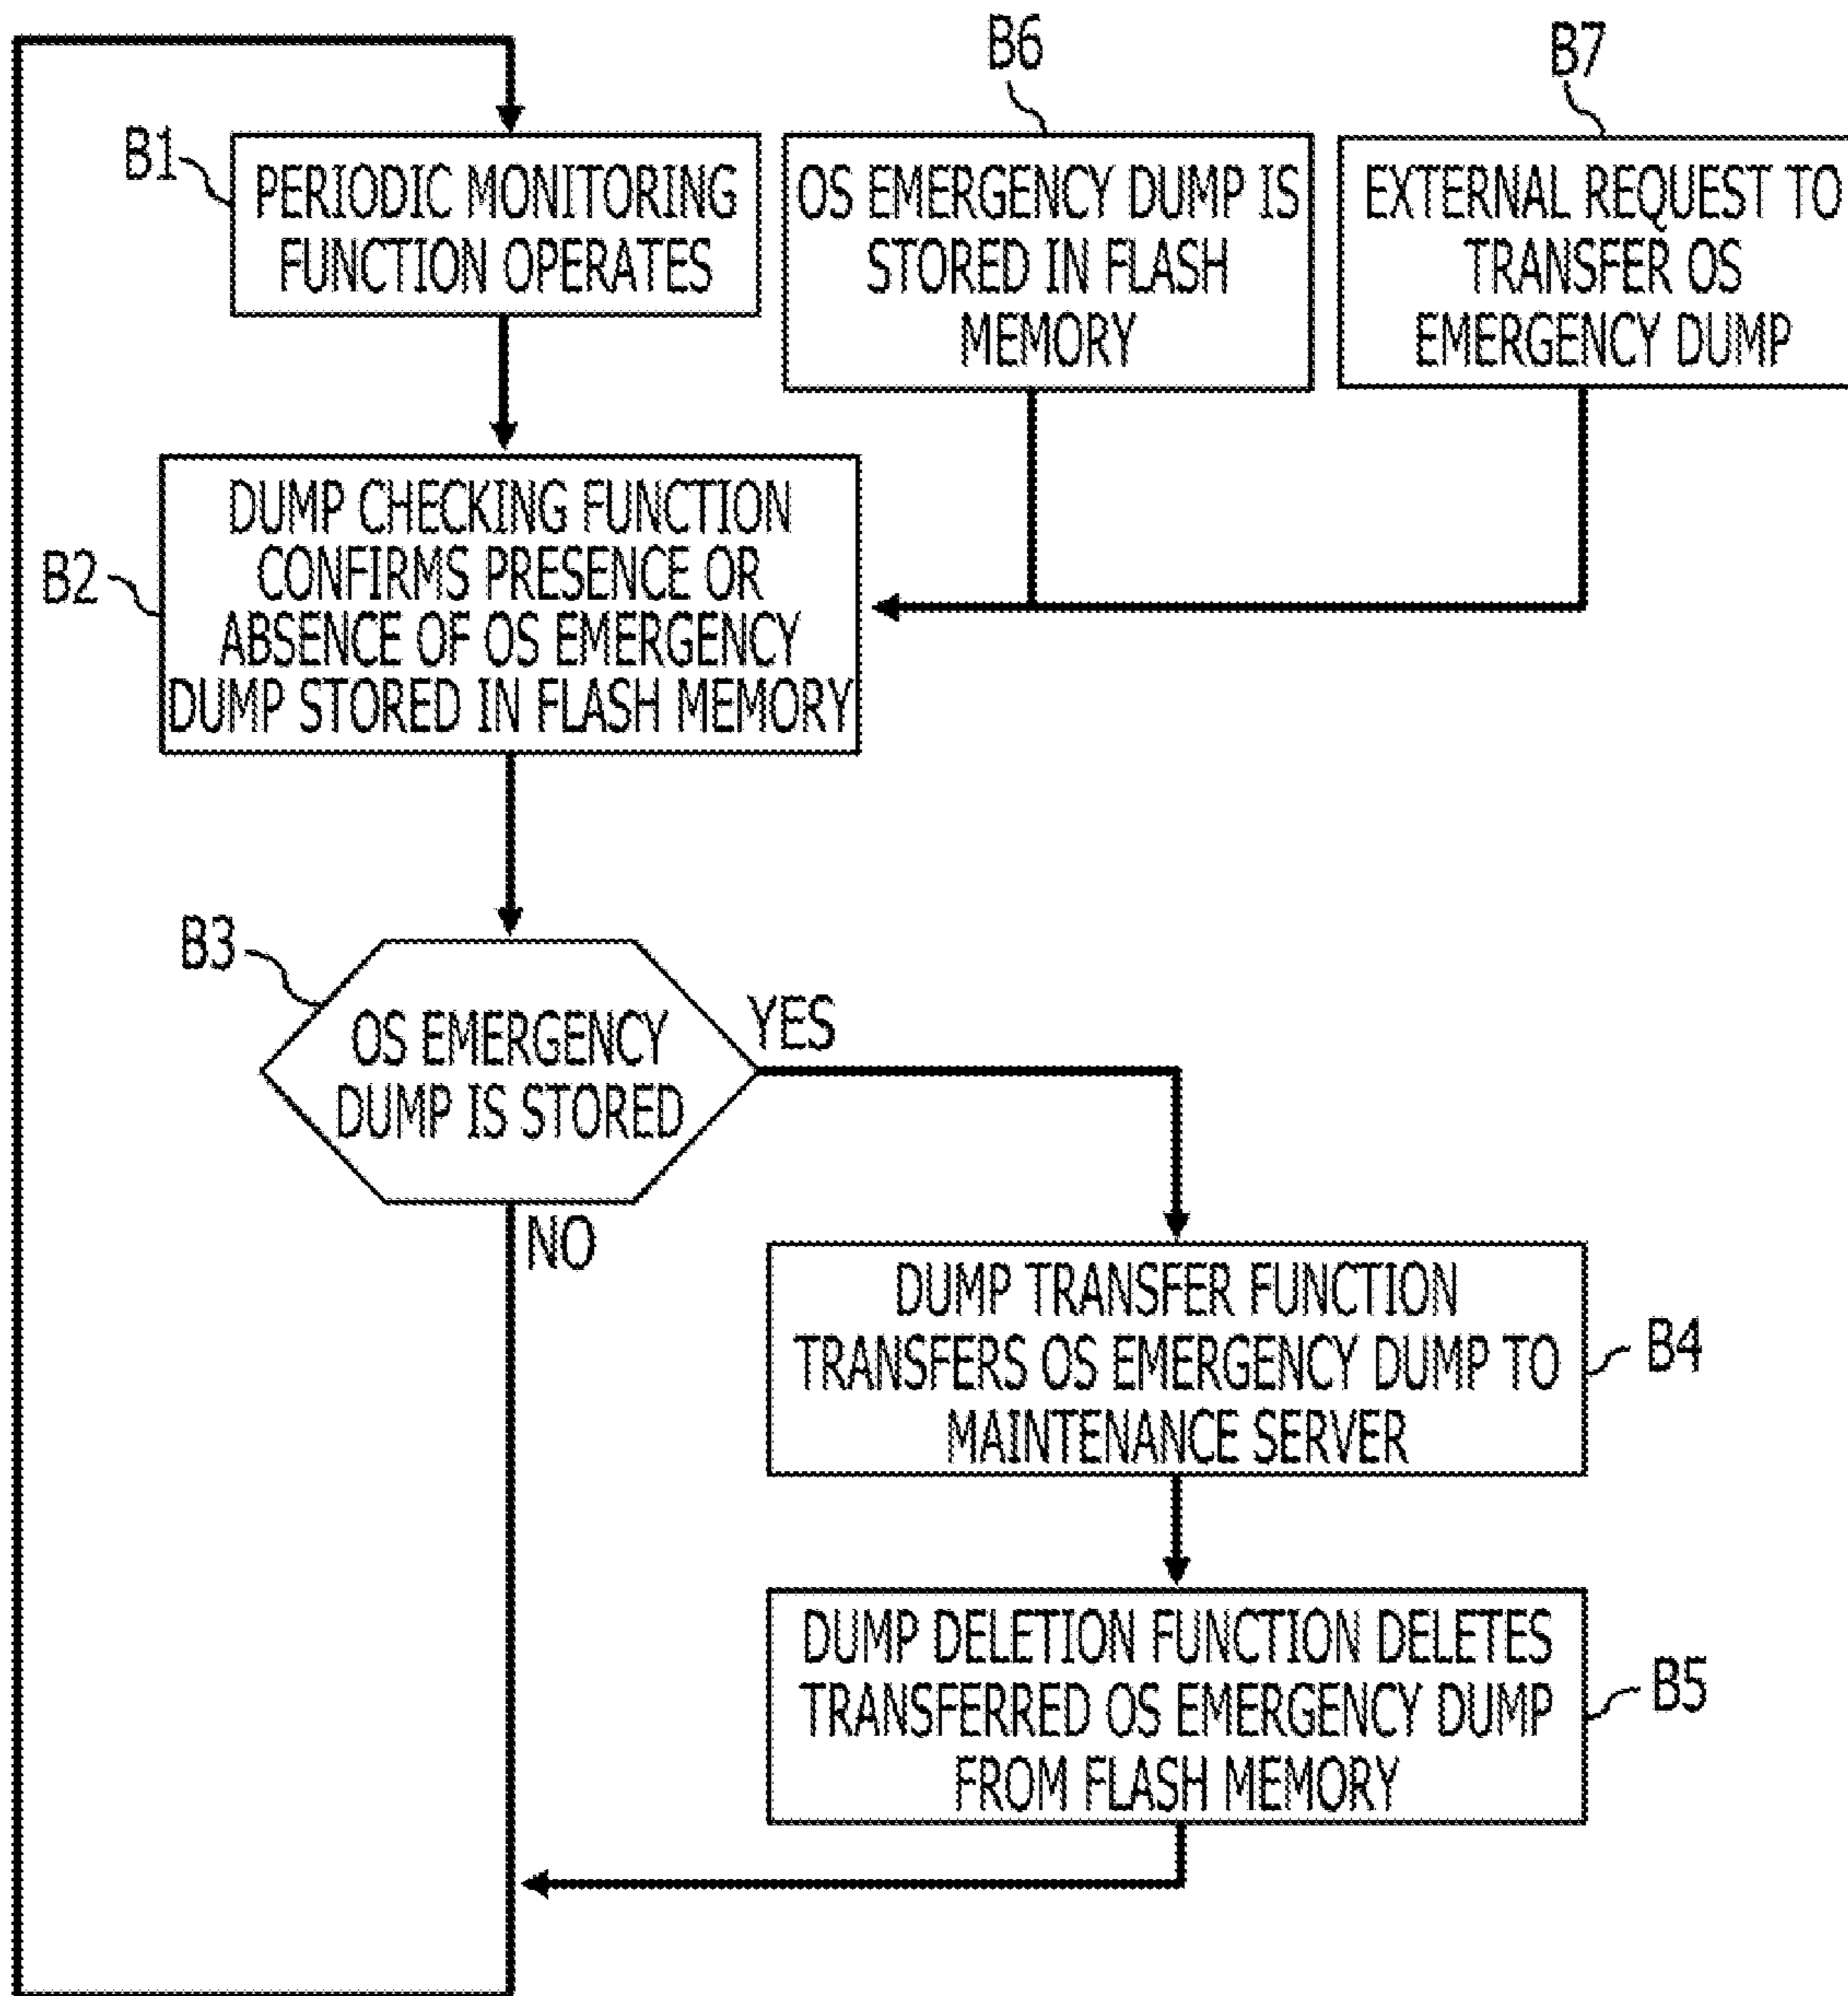 B1
PERIODIC MONITORING
FUNCTION OPERATES
B6
OS EMERGENCY DUMP IS
STORED IN FLASH
MEMORY
B7
EXTERNAL REQUEST TO
TRANSFER OS
EMERGENCY DUMP
B2
DUMP CHECKING FUNCTION
CONFIRMS PRESENCE OR
ABSENCE OF OS EMERGENCY
DUMP STORED IN FLASH MEMORY
B3
OS EMERGENCY
DUMP IS STORED
YES
NO
DUMP TRANSFER FUNCTION
TRANSFERS OS EMERGENCY DUMP TO
MAINTENANCE SERVER
B4
DUMP DELETION FUNCTION DELETES
TRANSFERRED OS EMERGENCY DUMP
FROM FLASH MEMORY
B5